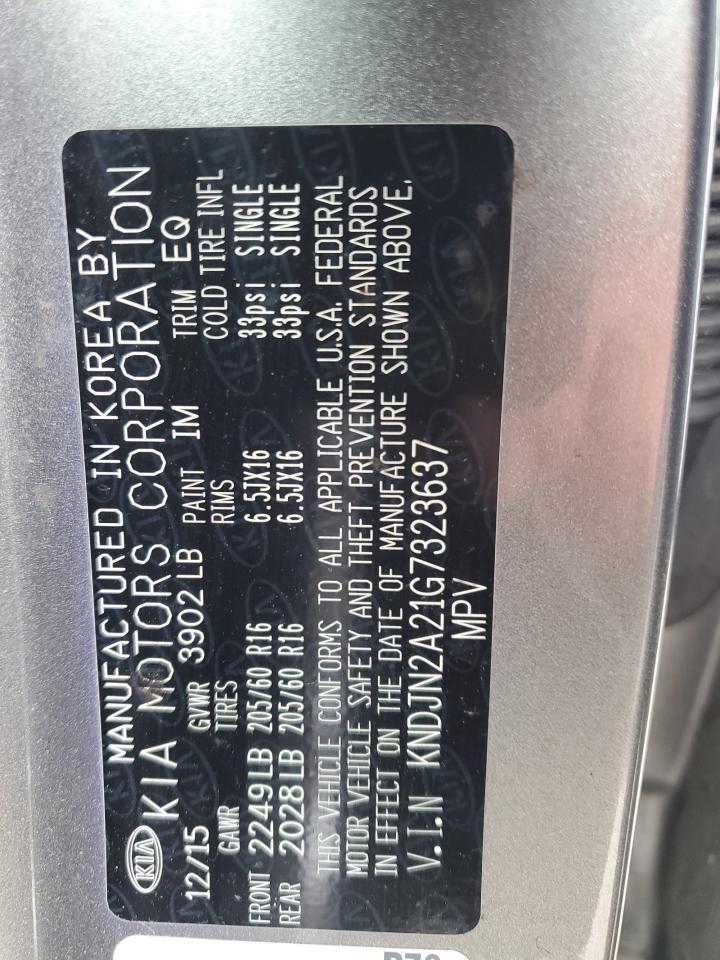 MANUFACTURED IN KOREA BY
KIA KIA MOTORS CORPORATION
12/15 GVWR 3902 LB PAINT IM TRIM EQ
GAWR TIRES RIMS COLD TIRE INFL
FRONT 2249LB 205/60 R16 6.5JX16 33psi SINGLE
REAR 2028LB 205/60 R16 6.5JX16 33psi SINGLE
THIS VEHICLE CONFORMS TO ALL APPLICABLE U.S.A. FEDERAL
MOTOR VEHICLE SAFETY AND THEFT PREVENTION STANDARDS
IN EFFECT ON THE DATE OF MANUFACTURE SHOWN ABOVE.
V.I.N KNDJN2A21G7323637
MPV